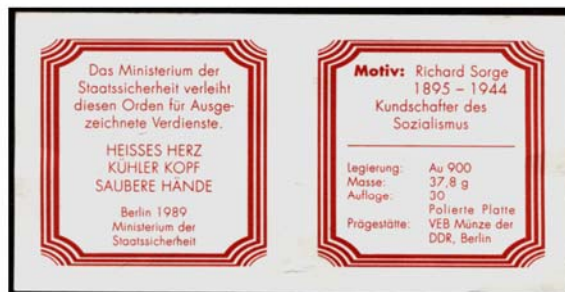 Das Ministerium der
Staatssicherheit verleiht
diesen Orden für Ausge-
zeichnete Verdienste.
HEISSES HERZ
KÜHLER KOPF
SAUBERE HÄNDE
Berlin 1989
Ministerium der
Staatssicherheit
Motiv: Richard Sorge
1895 – 1944
Kundschafter des
Sozialismus
Legierung: Au 900
Masse: 37,8 g
Auflage: 30
Polierte Platte
Prägestätte: VEB Münze der
DDR, Berlin